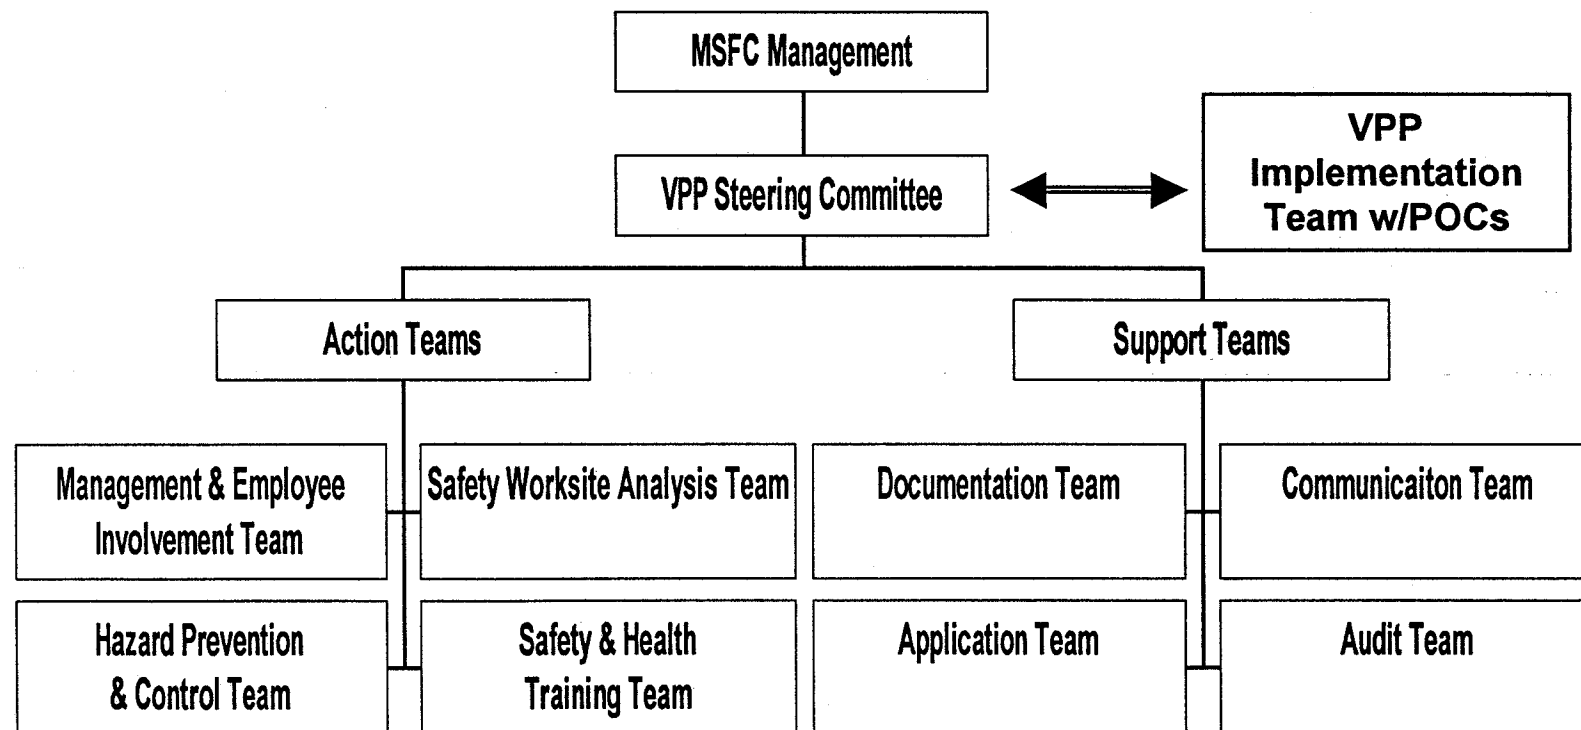 MSFC Management
VPP
Implementation
Team w/POCs
VPP Steering Committee
Action Teams
Support Teams
Management & Employee
Involvement Team
Safety Worksite Analysis Team
Documentation Team
Communicaiton Team
Hazard Prevention
& Control Team
Safety & Health
Training Team
Application Team
Audit Team